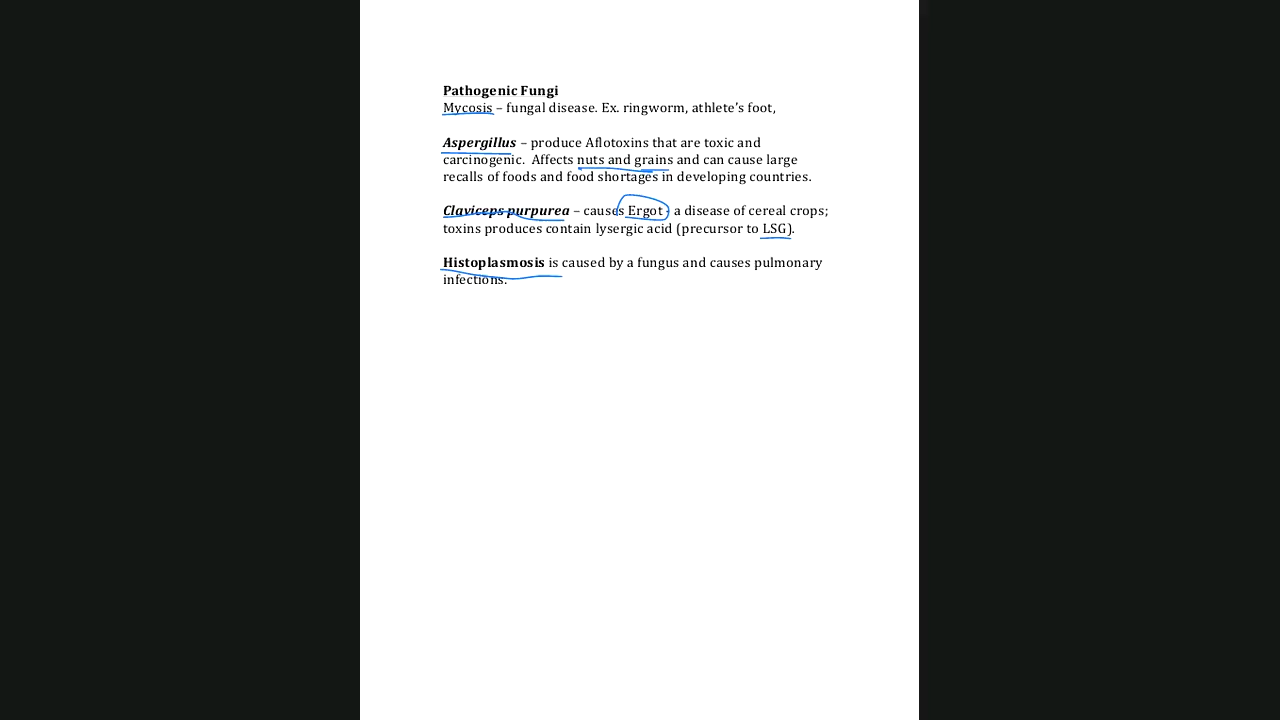 Pathogenic Fungi
Mycosis – fungal disease. Ex. ringworm, athlete's foot,
Aspergillus – produce Aflotoxins that are toxic and
carcinogenic.  Affects nuts and grains and can cause large
recalls of foods and food shortages in developing countries.
Claviceps purpurea – causes Ergot - a disease of cereal crops;
toxins produces contain lysergic acid (precursor to LSG).
Histoplasmosis is caused by a fungus and causes pulmonary
infections.